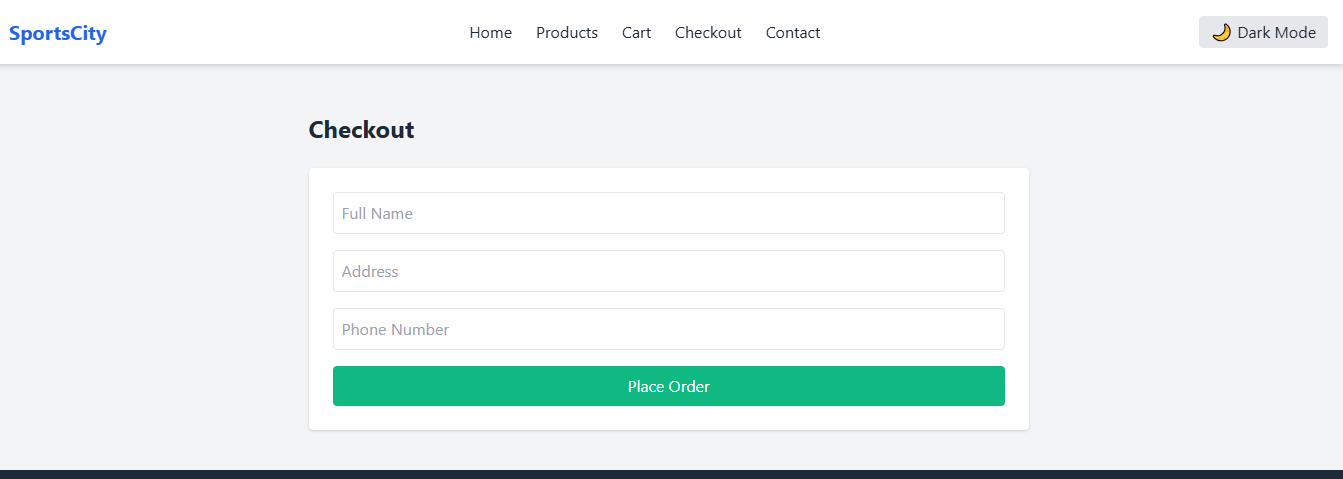 SportsCity
Home Products Cart Checkout Contact
🌙 Dark Mode
Checkout
Full Name
Address
Phone Number
Place Order